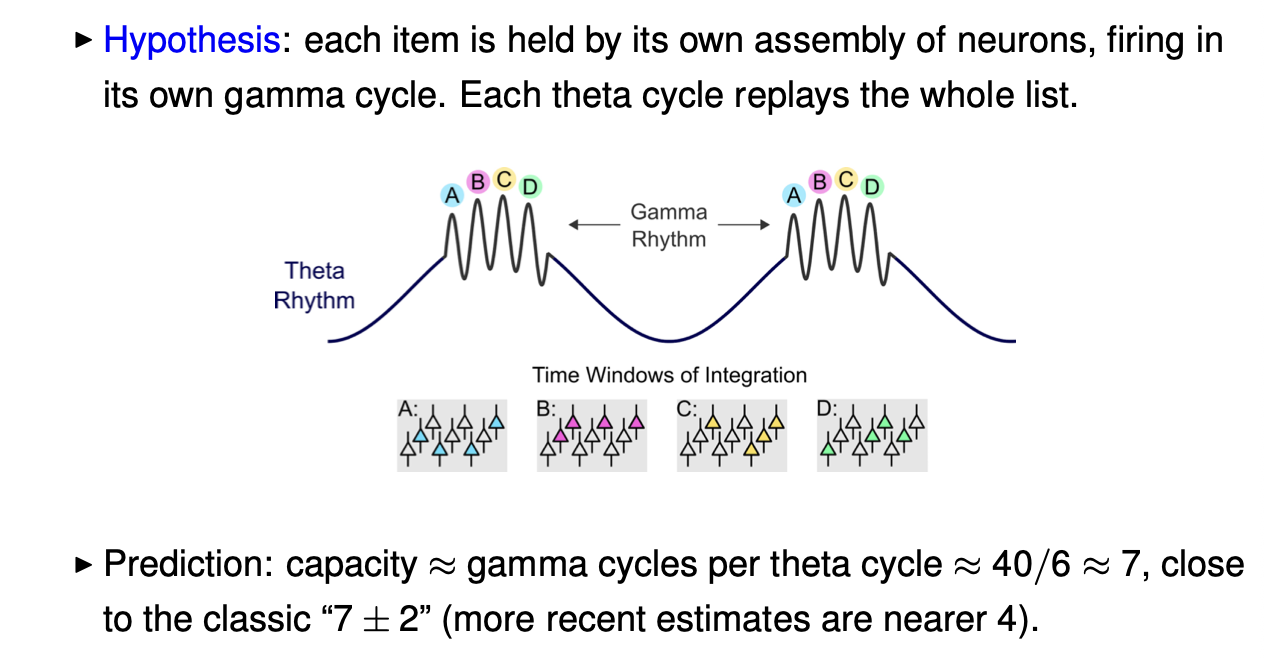 ▸ Hypothesis: each item is held by its own assembly of neurons, firing in
its own gamma cycle. Each theta cycle replays the whole list.
A B C D
A B C D
Gamma
Rhythm
Theta
Rhythm
Time Windows of Integration
A: B: C: D:
▸ Prediction: capacity ≈ gamma cycles per theta cycle ≈ 40/6 ≈ 7, close
to the classic “7 ± 2” (more recent estimates are nearer 4).